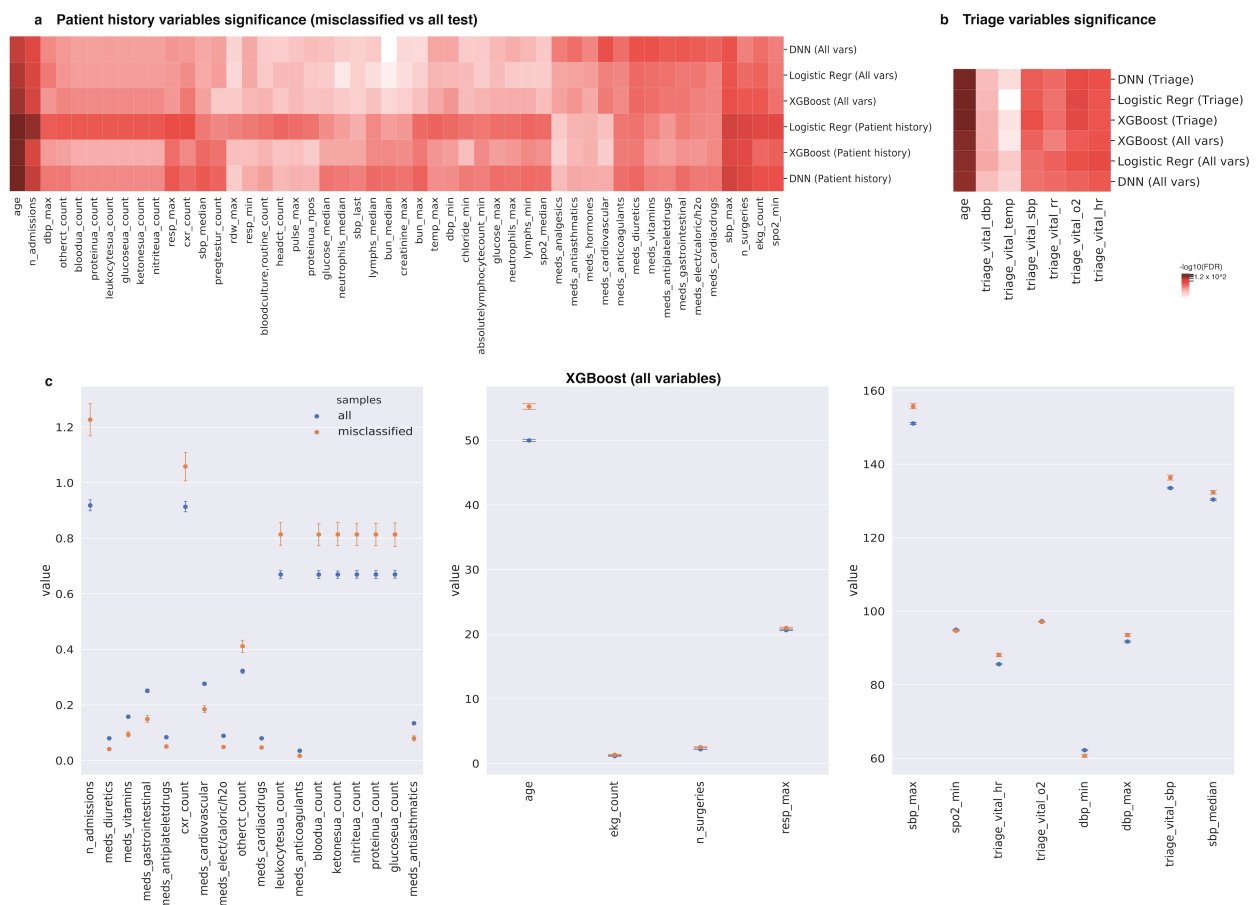 a Patient history variables significance (misclassified vs all test)
DNN (All vars)
Logistic Regr (All vars)
XGBoost (All vars)
Logistic Regr (Patient history)
XGBoost (Patient history)
DNN (Patient history)
age
n_admissions
dbp_max
otherct_count
bloodua_count
proteinua_count
leukocytesua_count
glucoseua_count
ketonesua_count
nitriteua_count
resp_max
cxr_count
sbp_median
pregtestur_count
rdw_max
resp_min
bloodculture,routine_count
headct_count
pulse_max
proteinua_npos
glucose_median
neutrophils_median
sbp_last
lymphs_median
bun_median
creatinine_max
bun_max
temp_max
dbp_min
chloride_min
absolutelymphocytecount_min
glucose_max
neutrophils_max
lymphs_min
spo2_median
meds_analgesics
meds_antiasthmatics
meds_hormones
meds_cardiovascular
meds_anticoagulants
meds_diuretics
meds_vitamins
meds_antiplateletdrugs
meds_gastrointestinal
meds_elect/caloric/h2o
meds_cardiacdrugs
sbp_max
n_surgeries
ekg_count
spo2_min
b Triage variables significance
DNN (Triage)
Logistic Regr (Triage)
XGBoost (Triage)
XGBoost (All vars)
Logistic Regr (All vars)
DNN (All vars)
age
triage_vital_dbp
triage_vital_temp
triage_vital_sbp
triage_vital_rr
triage_vital_o2
triage_vital_hr
-log10(FDR)
1.2 x 10^2
c
XGBoost (all variables)
samples
all
misclassified
value
1.2
1.0
0.8
0.6
0.4
0.2
0.0
n_admissions
meds_diuretics
meds_vitamins
meds_gastrointestinal
meds_antiplateletdrugs
cxr_count
meds_cardiovascular
meds_elect/caloric/h2o
otherct_count
meds_cardiacdrugs
leukocytesua_count
meds_anticoagulants
bloodua_count
ketonesua_count
nitriteua_count
proteinua_count
glucoseua_count
meds_antiasthmatics
value
50
40
30
20
10
0
age
ekg_count
n_surgeries
resp_max
value
160
140
120
100
80
60
sbp_max
spo2_min
triage_vital_hr
triage_vital_o2
dbp_min
dbp_max
triage_vital_sbp
sbp_median